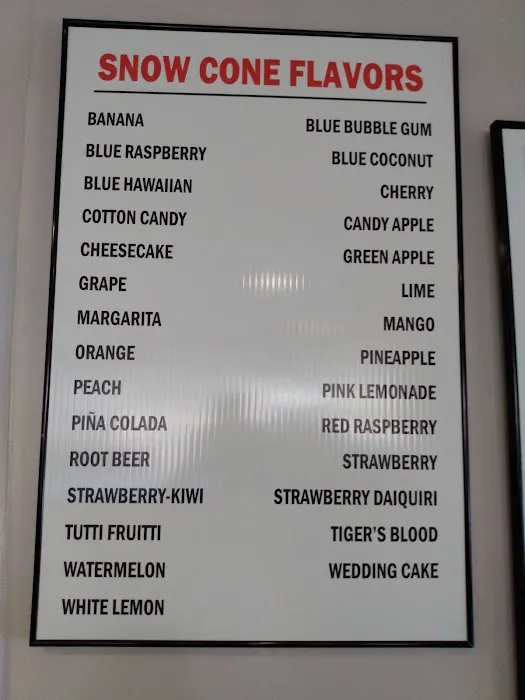 SNOW CONE FLAVORS
BANANA
BLUE RASPBERRY
BLUE HAWAIIAN
COTTON CANDY
CHEESECAKE
GRAPE
MARGARITA
ORANGE
PEACH
PIÑA COLADA
ROOT BEER
STRAWBERRY-KIWI
TUTTI FRUITTI
WATERMELON
WHITE LEMON
BLUE BUBBLE GUM
BLUE COCONUT
CHERRY
CANDY APPLE
GREEN APPLE
LIME
MANGO
PINEAPPLE
PINK LEMONADE
RED RASPBERRY
STRAWBERRY
STRAWBERRY DAIQUIRI
TIGER'S BLOOD
WEDDING CAKE